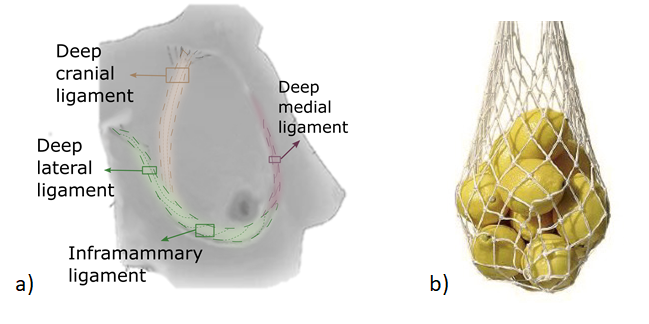 Deep
cranial
ligament
Deep
medial
ligament
Deep
lateral
ligament
Inframammary
ligament
a)
b)